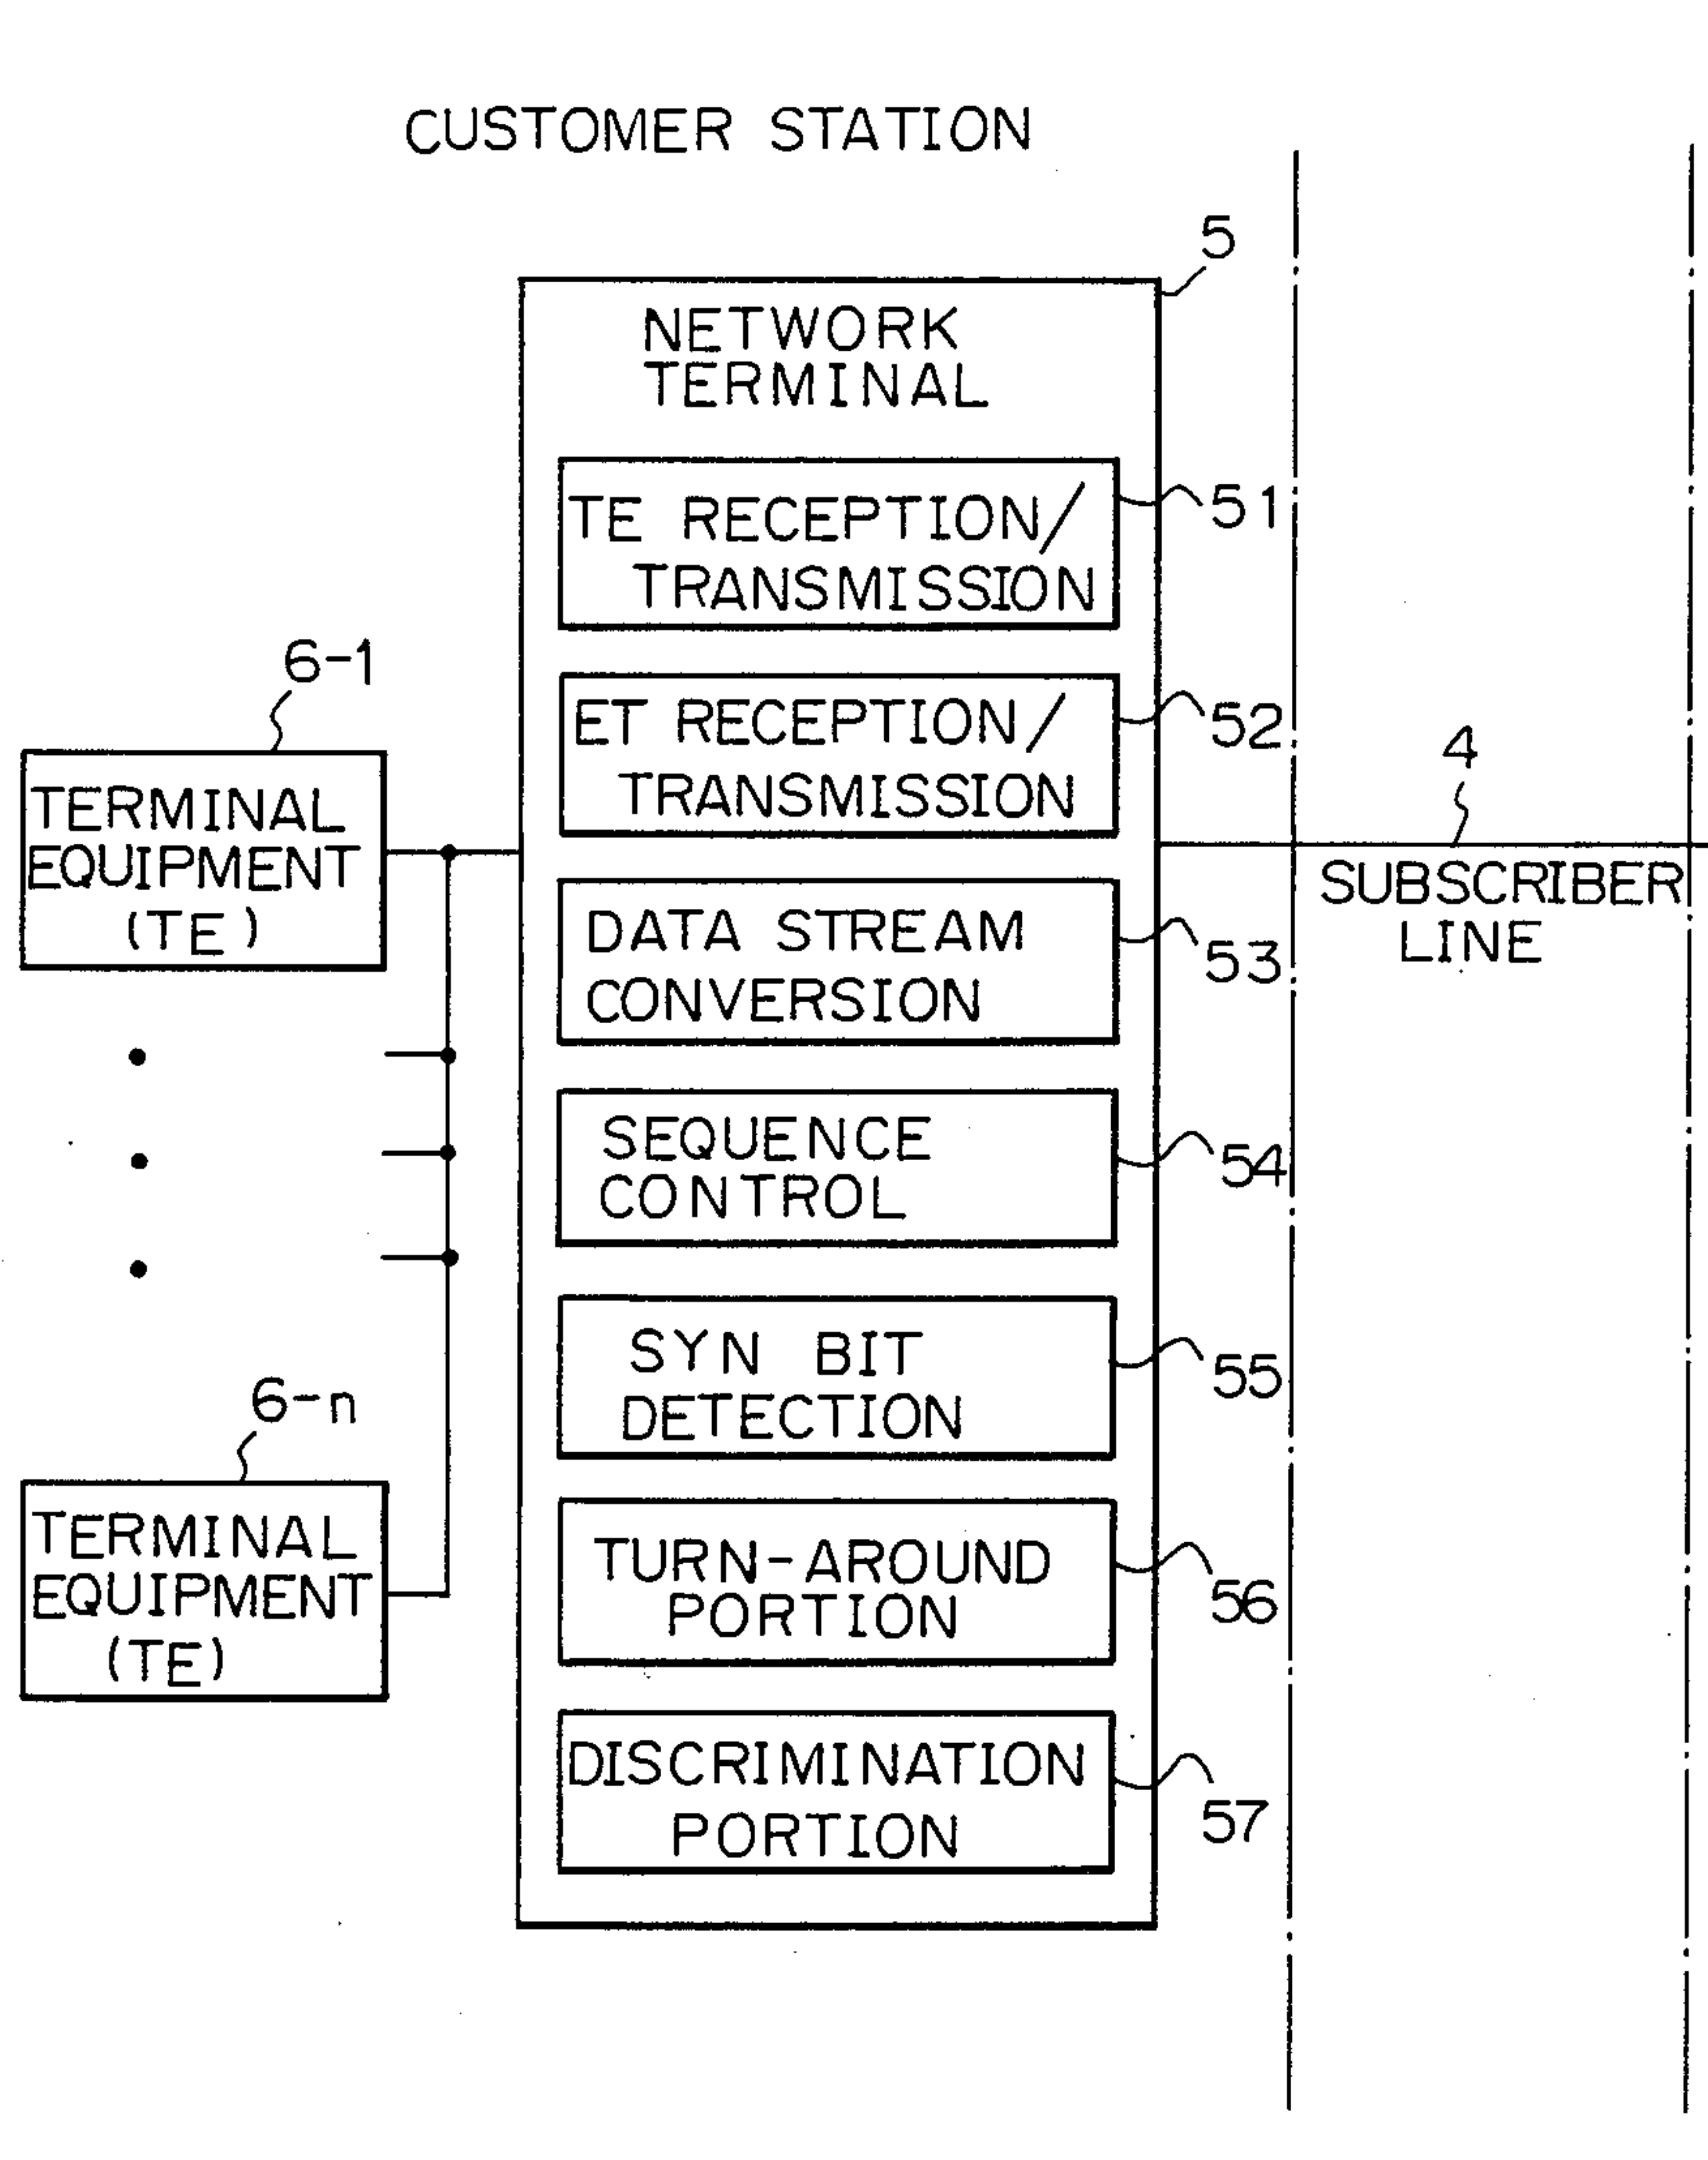 CUSTOMER STATION
5
NETWORK
TERMINAL
TE RECEPTION/
TRANSMISSION
51
ET RECEPTION/
TRANSMISSION
52
DATA STREAM
CONVERSION
53
SEQUENCE
CONTROL
54
SYN BIT
DETECTION
55
TURN-AROUND
PORTION
56
DISCRIMINATION
PORTION
57
6-1
TERMINAL
EQUIPMENT
(TE)
6-n
TERMINAL
EQUIPMENT
(TE)
4
SUBSCRIBER
LINE